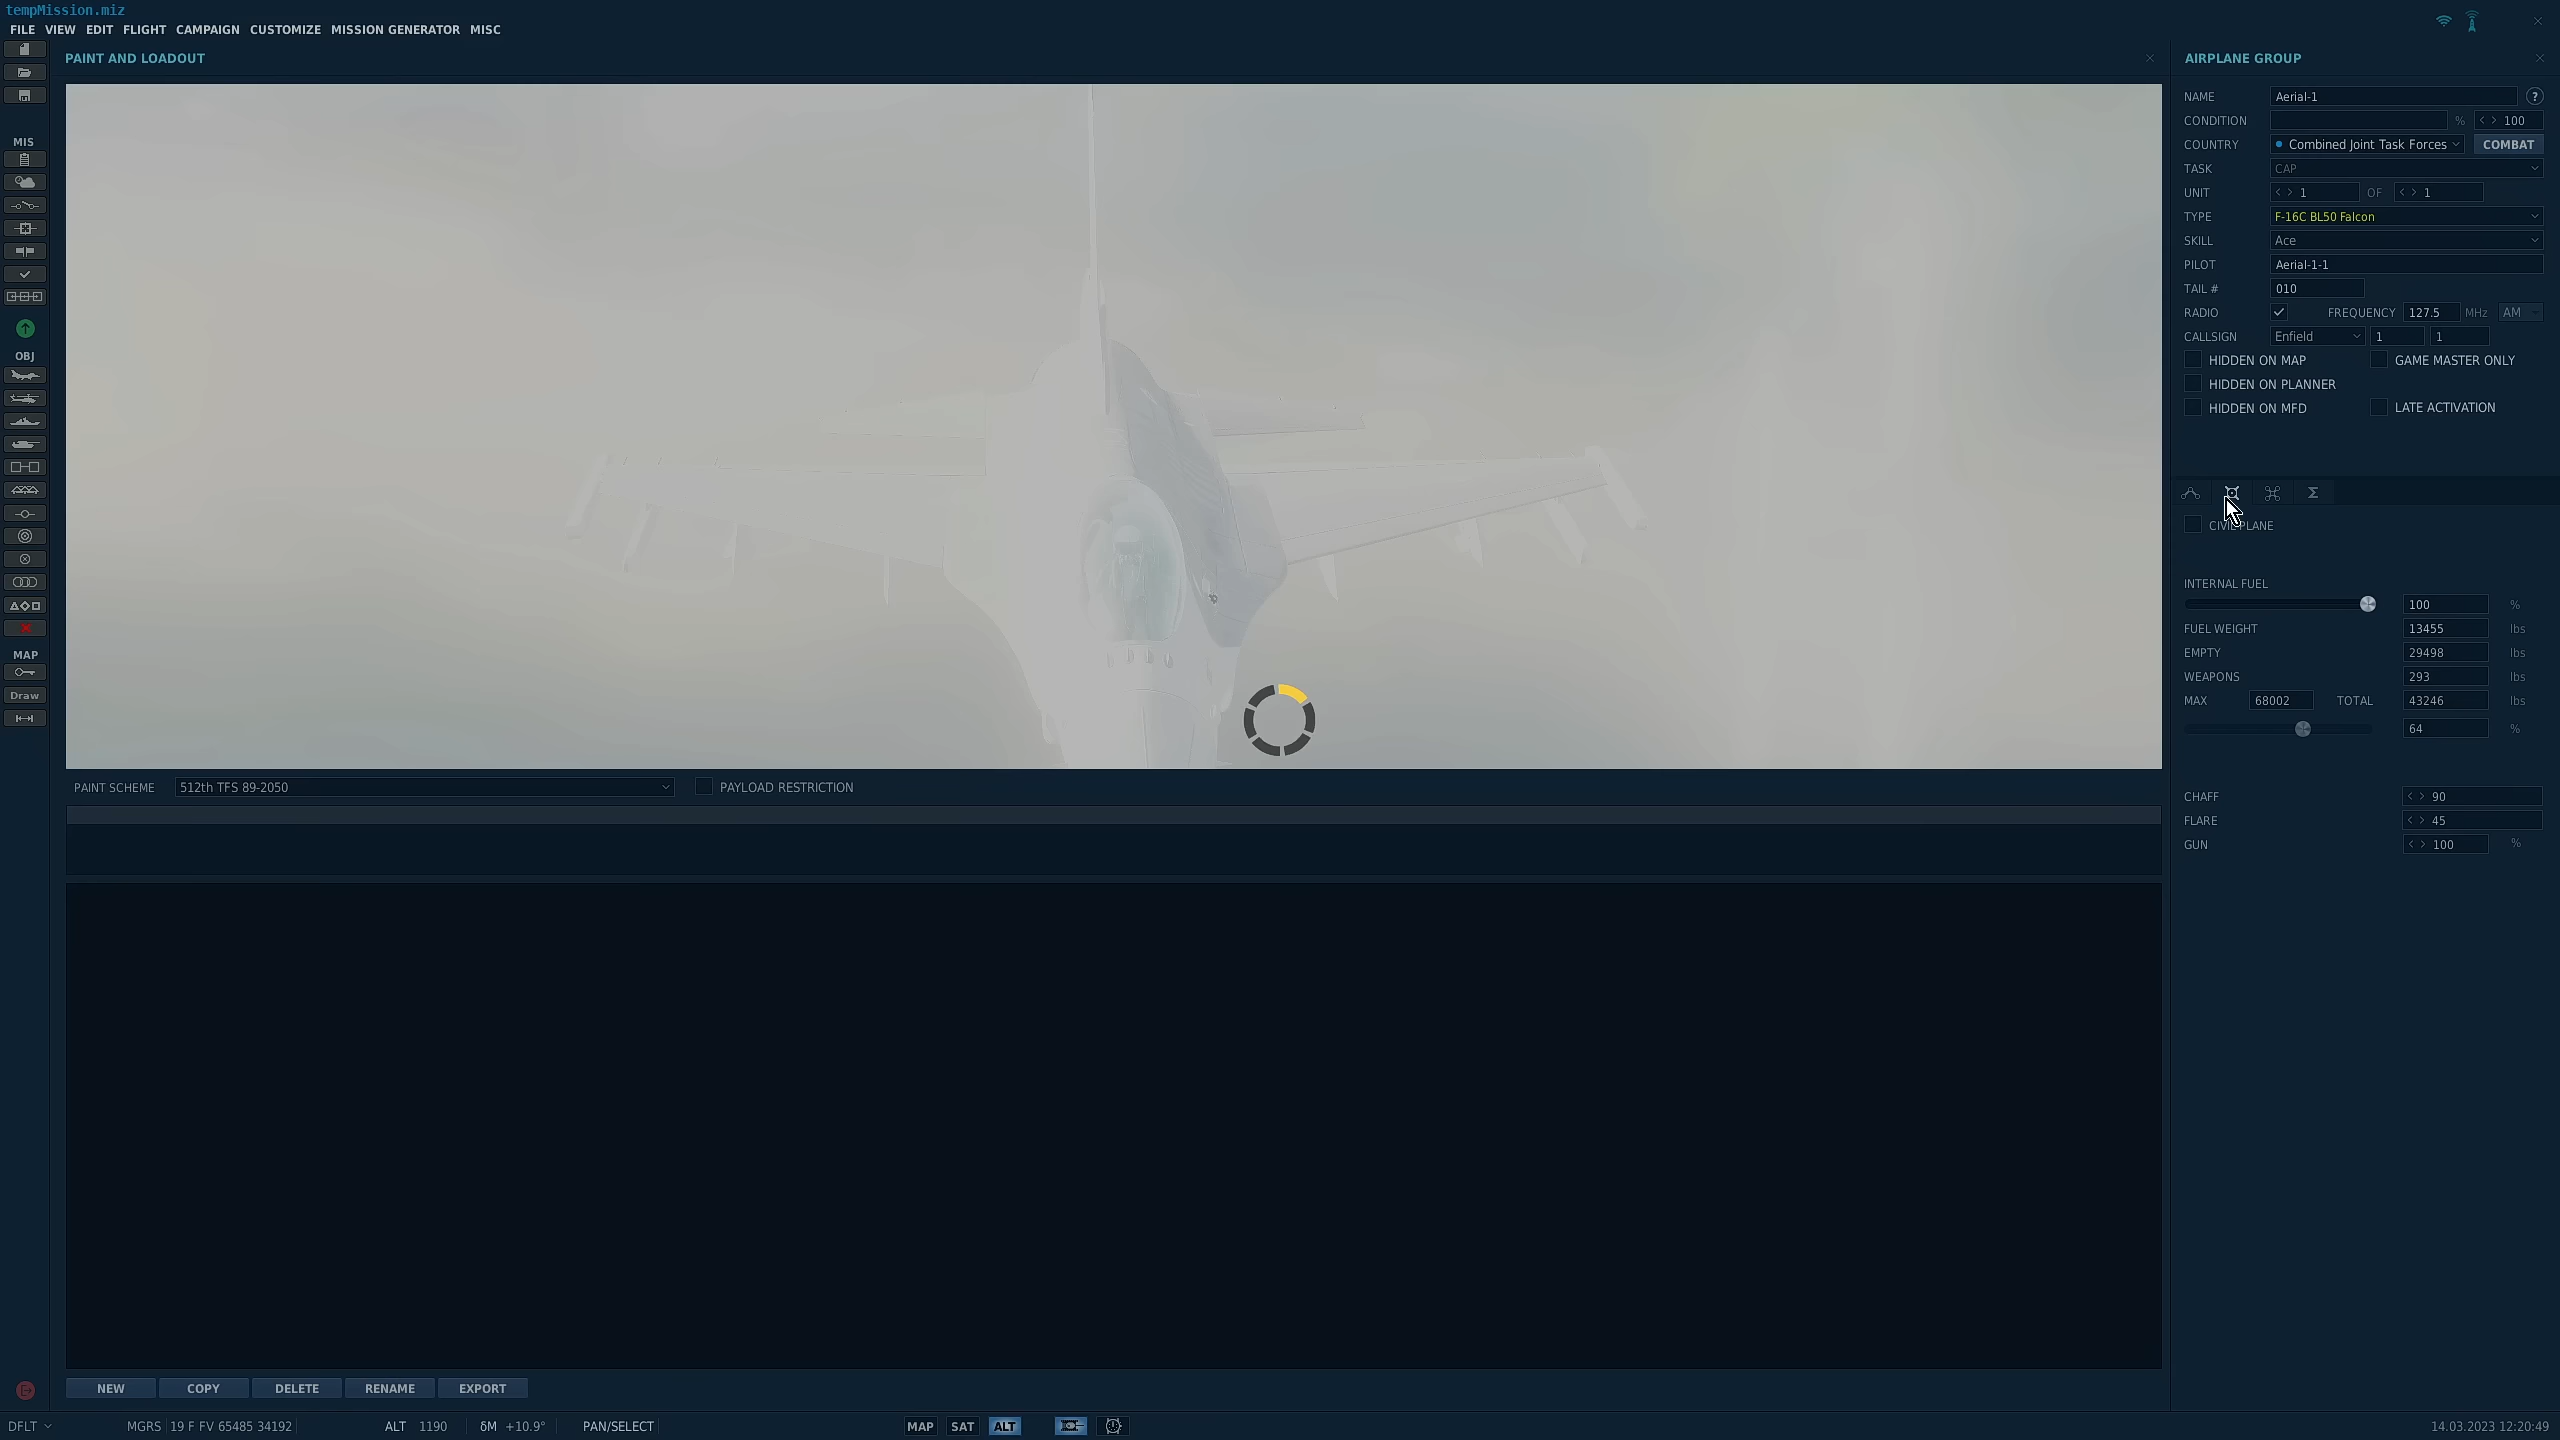 tempMission.miz
FILE VIEW EDIT FLIGHT CAMPAIGN CUSTOMIZE MISSION GENERATOR MISC
PAINT AND LOADOUT
MIS
OBJ
MAP
Draw
PAINT SCHEME 512th TFS 89-2050 PAYLOAD RESTRICTION
NEW COPY DELETE RENAME EXPORT
AIRPLANE GROUP
NAME Aerial-1 ?
CONDITION % < > 100
COUNTRY Combined Joint Task Forces COMBAT
TASK CAP
UNIT < > 1 OF < > 1
TYPE F-16C BL50 Falcon
SKILL Ace
PILOT Aerial-1-1
TAIL # 010
RADIO FREQUENCY 127.5 MHz AM
CALLSIGN Enfield 1 1
HIDDEN ON MAP GAME MASTER ONLY
HIDDEN ON PLANNER
HIDDEN ON MFD LATE ACTIVATION
Σ
CIVIL PLANE
INTERNAL FUEL
100 %
FUEL WEIGHT 13455 lbs
EMPTY 29498 lbs
WEAPONS 293 lbs
MAX 68002 TOTAL 43246 lbs
64 %
CHAFF < > 90
FLARE < > 45
GUN < > 100 %
DFLT MGRS 19 F FV 65485 34192 ALT 1190 δM +10.9° PAN/SELECT MAP SAT ALT 14.03.2023 12:20:49